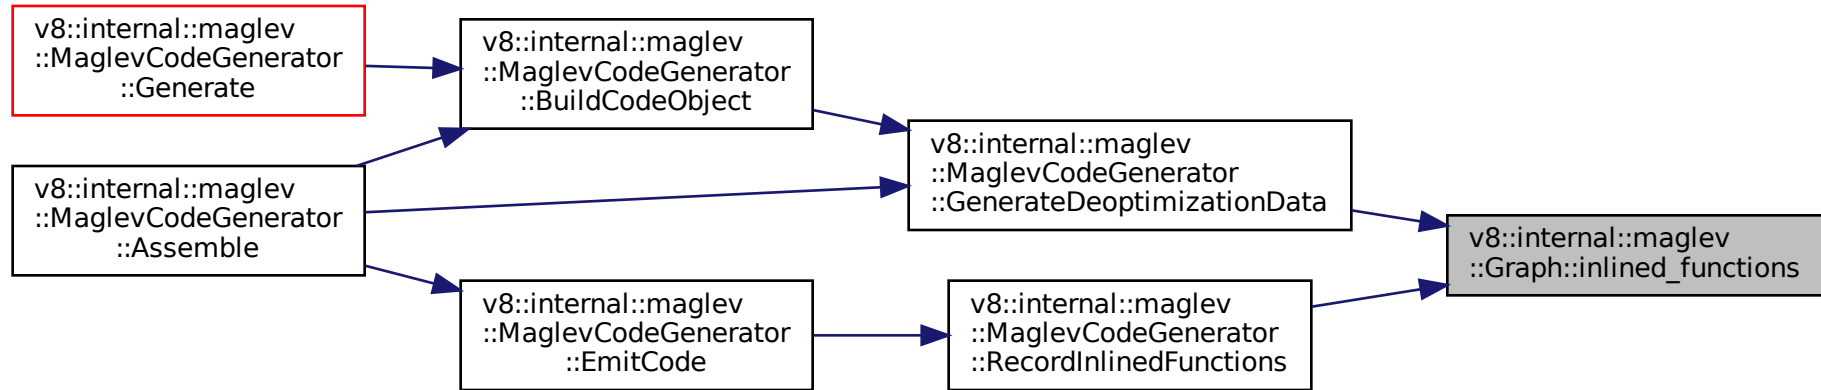 v8::internal::maglev
::MaglevCodeGenerator
::Generate
v8::internal::maglev
::MaglevCodeGenerator
::BuildCodeObject
v8::internal::maglev
::MaglevCodeGenerator
::GenerateDeoptimizationData
v8::internal::maglev
::MaglevCodeGenerator
::Assemble
v8::internal::maglev
::Graph::inlined_functions
v8::internal::maglev
::MaglevCodeGenerator
::EmitCode
v8::internal::maglev
::MaglevCodeGenerator
::RecordInlinedFunctions